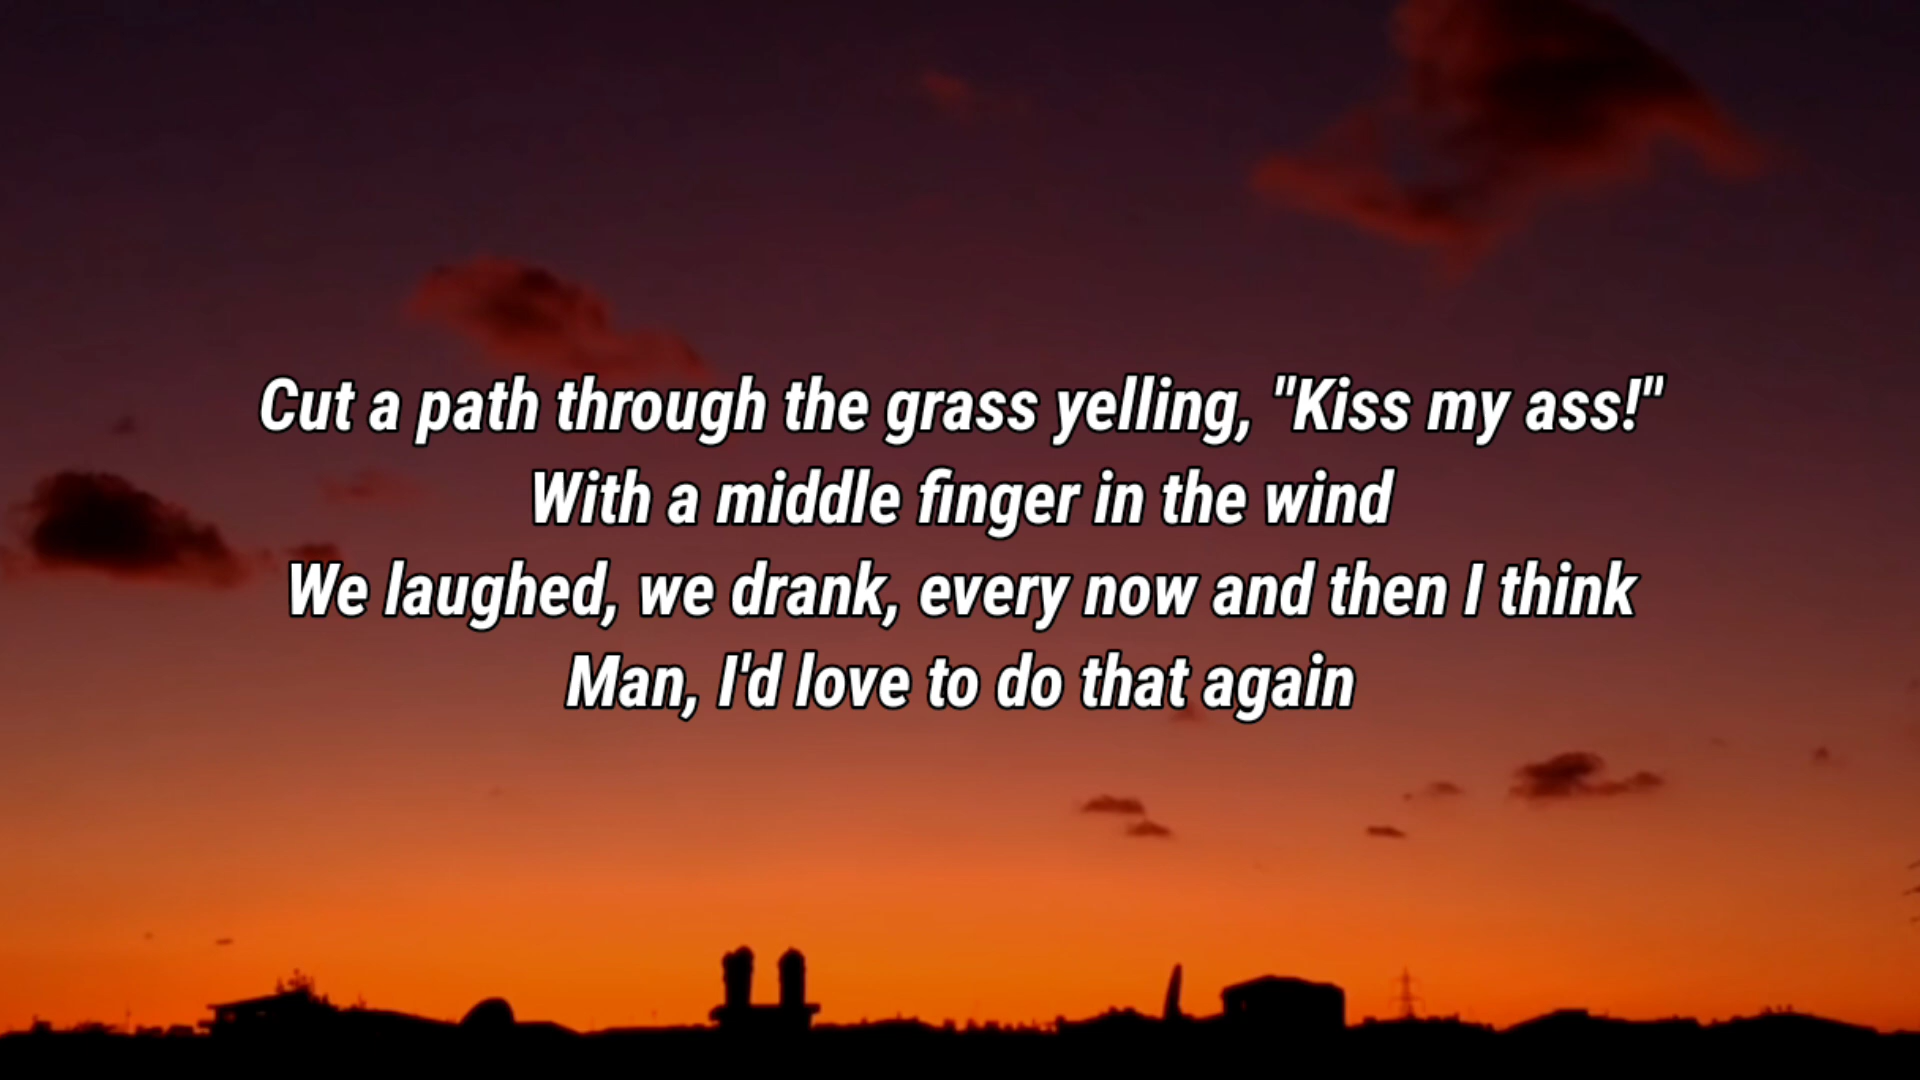 Cut a path through the grass yelling, "Kiss my ass!"
With a middle finger in the wind
We laughed, we drank, every now and then I think
Man, I'd love to do that again